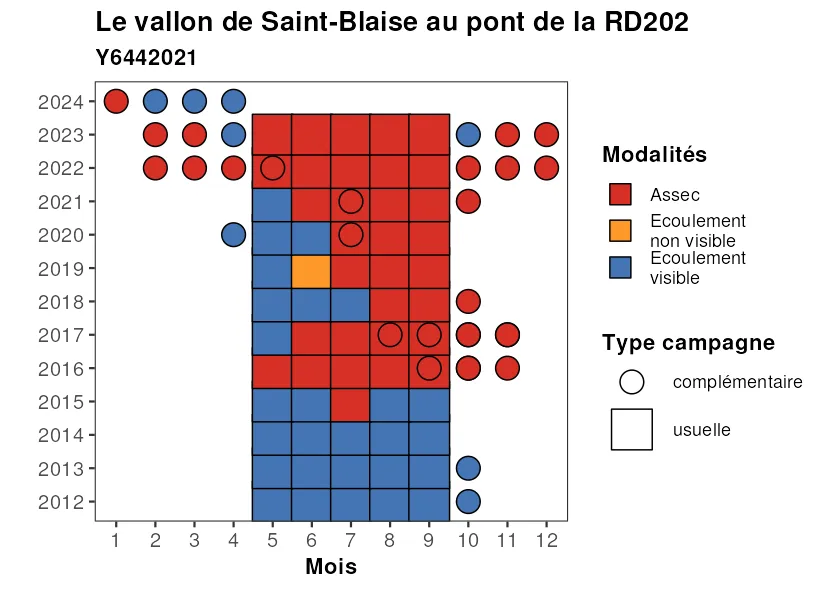 Le vallon de Saint-Blaise au pont de la RD202
Y6442021
2024
2023
2022
2021
2020
2019
2018
2017
2016
2015
2014
2013
2012
1 2 3 4 5 6 7 8 9 10 11 12
Mois
Modalités
Assec
Ecoulement
non visible
Ecoulement
visible
Type campagne
complémentaire
usuelle